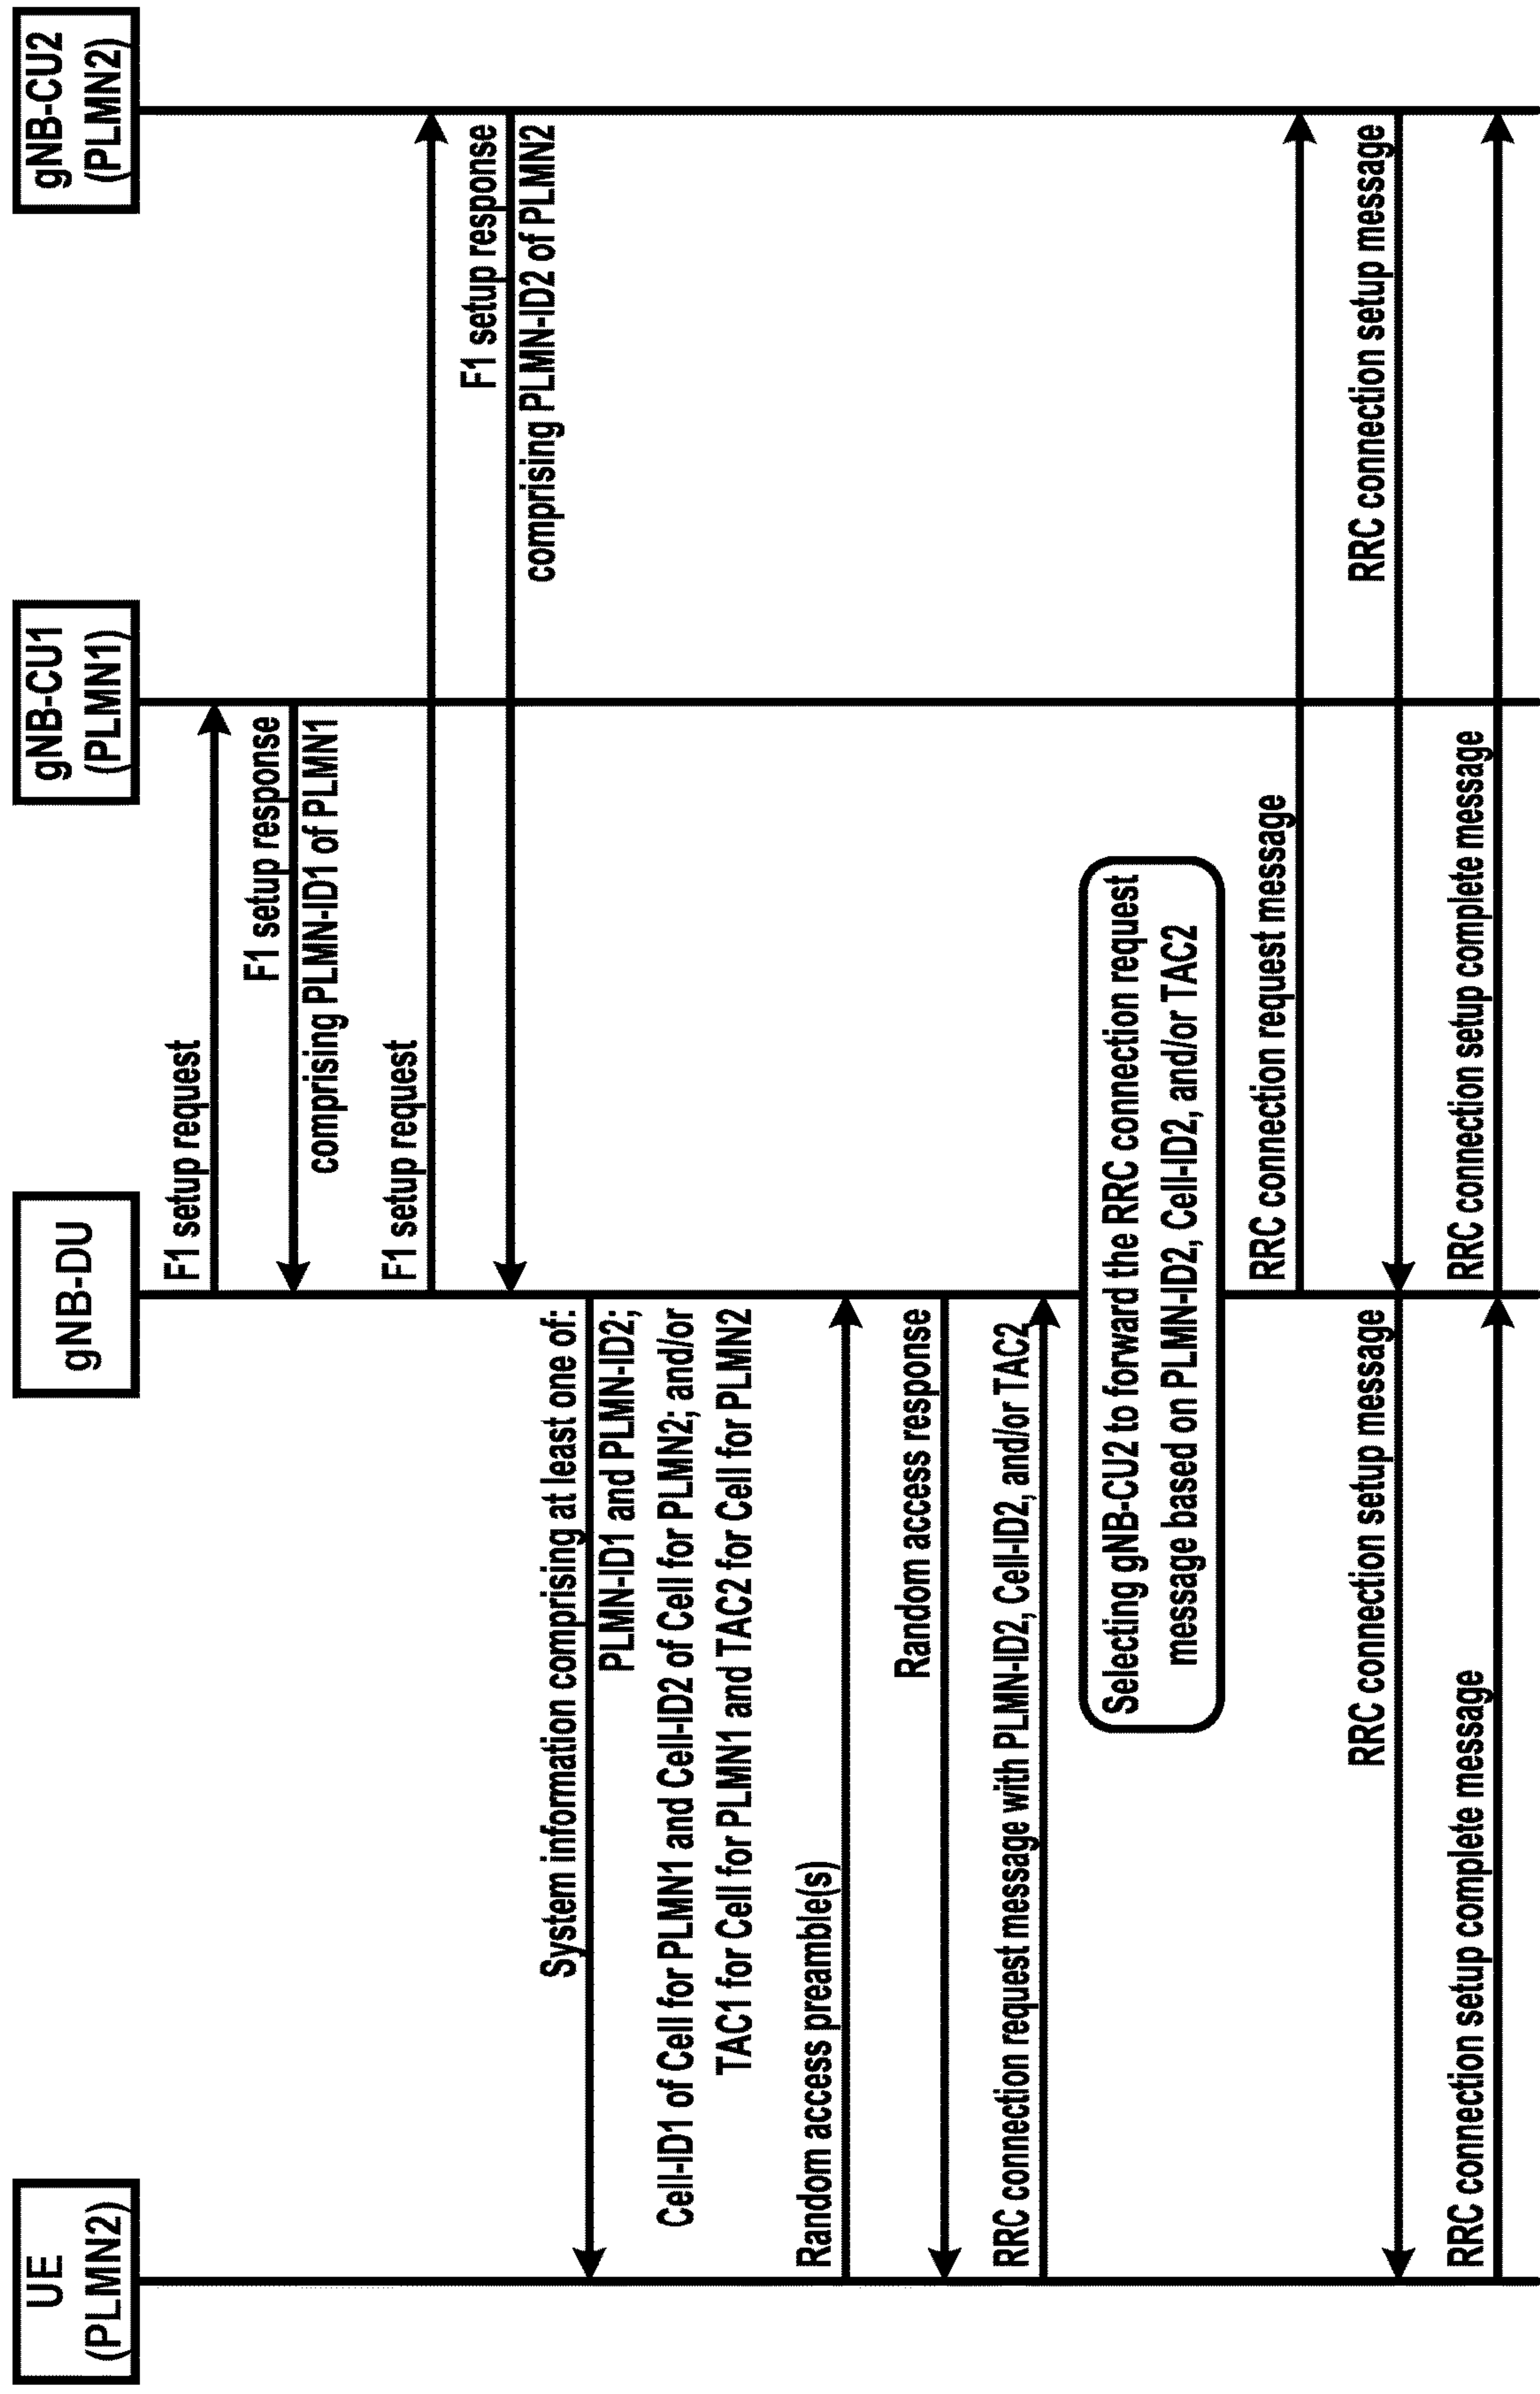 UE
(PLMN2)
gNB-DU
gNB-CU1
(PLMN1)
gNB-CU2
(PLMN2)
F1 setup request
F1 setup response
comprising PLMN-ID1 of PLMN1
F1 setup request
F1 setup response
comprising PLMN-ID2 of PLMN2
System information comprising at least one of:
PLMN-ID1 and PLMN-ID2;
Cell-ID1 of Cell for PLMN1 and Cell-ID2 of Cell for PLMN2; and/or
TAC1 for Cell for PLMN1 and TAC2 for Cell for PLMN2
Random access preamble(s)
Random access response
RRC connection request message with PLMN-ID2, Cell-ID2, and/or TAC2
Selecting gNB-CU2 to forward the RRC connection request
message based on PLMN-ID2, Cell-ID2, and/or TAC2
RRC connection request message
RRC connection setup message
RRC connection setup message
RRC connection setup complete message
RRC connection setup complete message